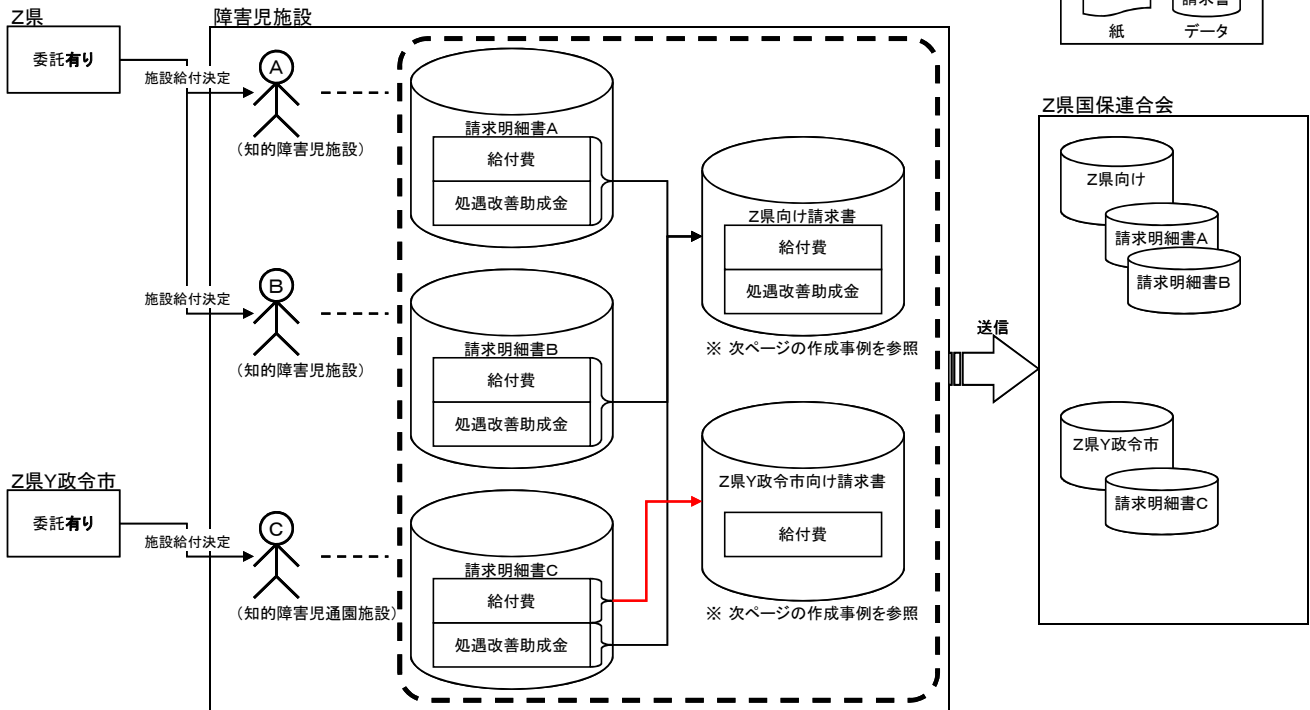 Z県
委託有り
施設給付決定
施設給付決定
Z県Y政令市
委託有り
施設給付決定
障害児施設
A
(知的障害児施設)
B
(知的障害児施設)
C
(知的障害児通園施設)
請求明細書A
給付費
処遇改善助成金
請求明細書B
給付費
処遇改善助成金
請求明細書C
給付費
処遇改善助成金
Z県向け請求書
給付費
処遇改善助成金
※ 次ページの作成事例を参照
Z県Y政令市向け請求書
給付費
※ 次ページの作成事例を参照
送信
請求書
紙
データ
Z県国保連合会
Z県向け
請求明細書A
請求明細書B
Z県Y政令市
請求明細書C